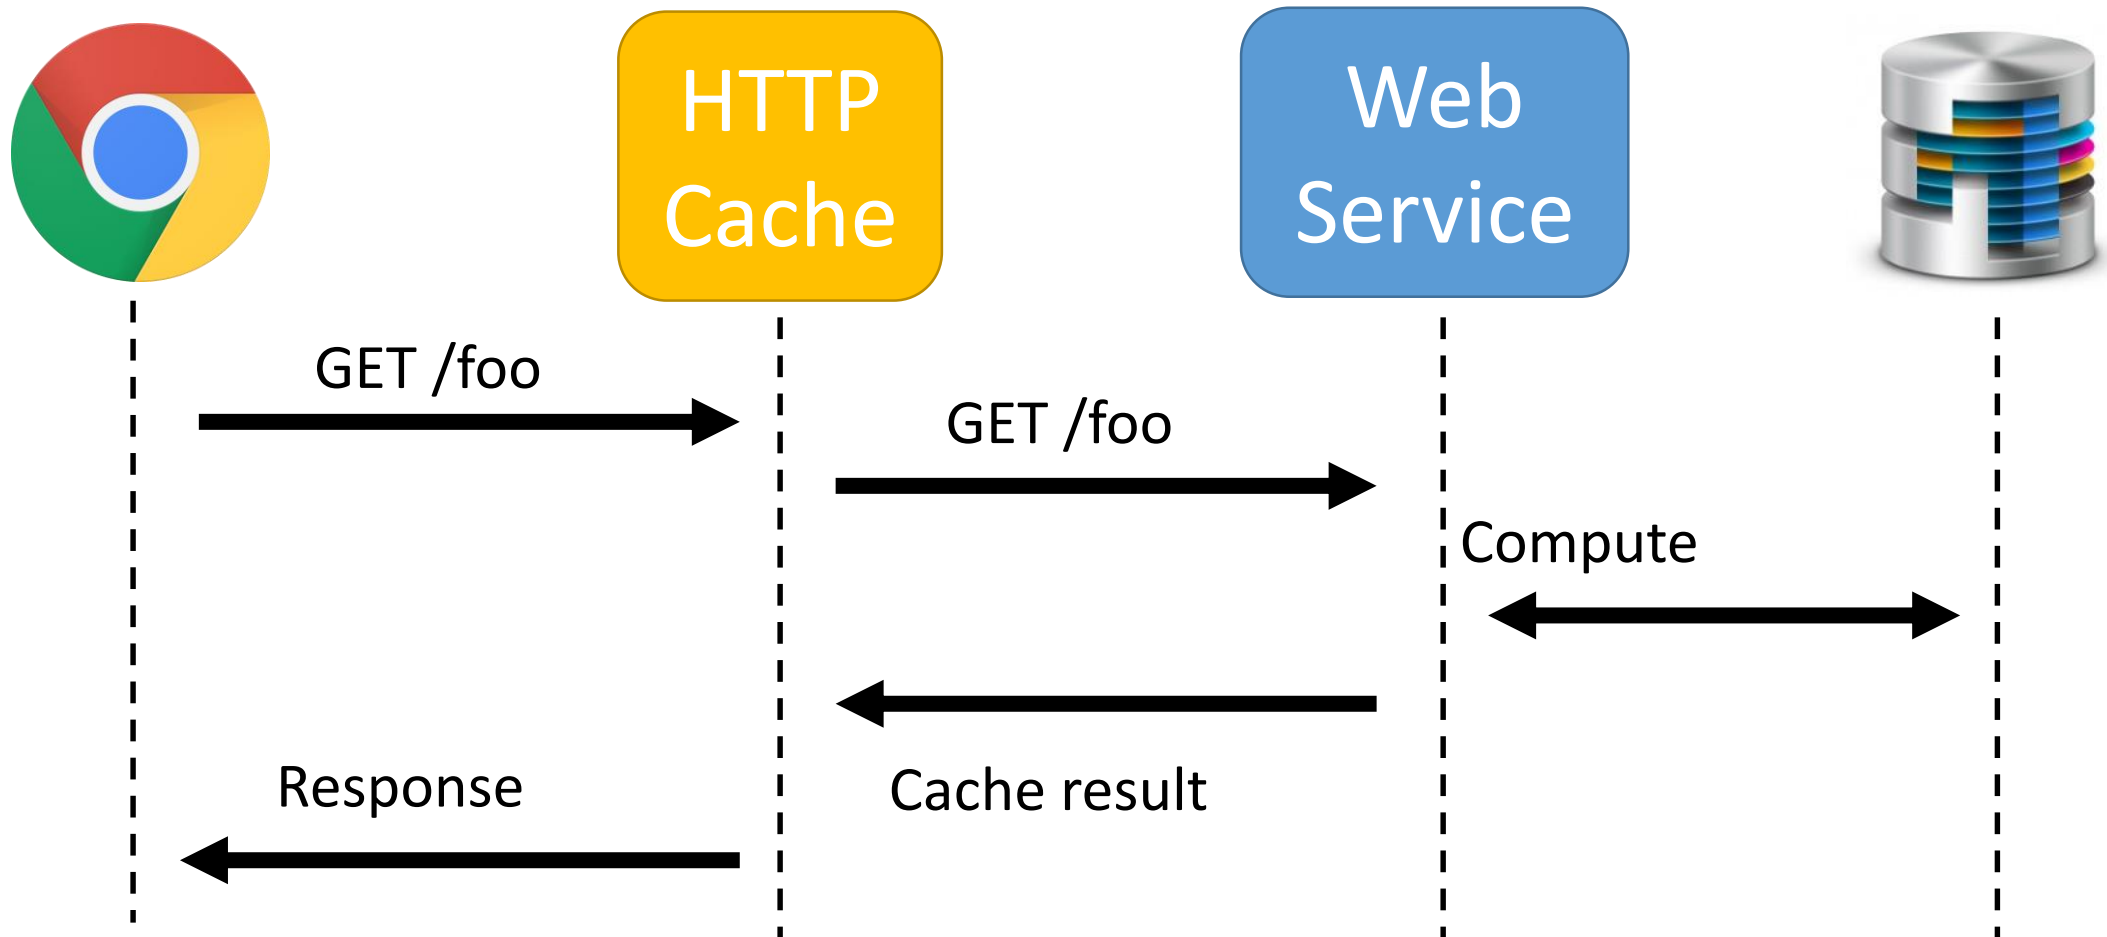 HTTP
Cache
Web
Service
GET /foo
GET /foo
Compute
Response
Cache result